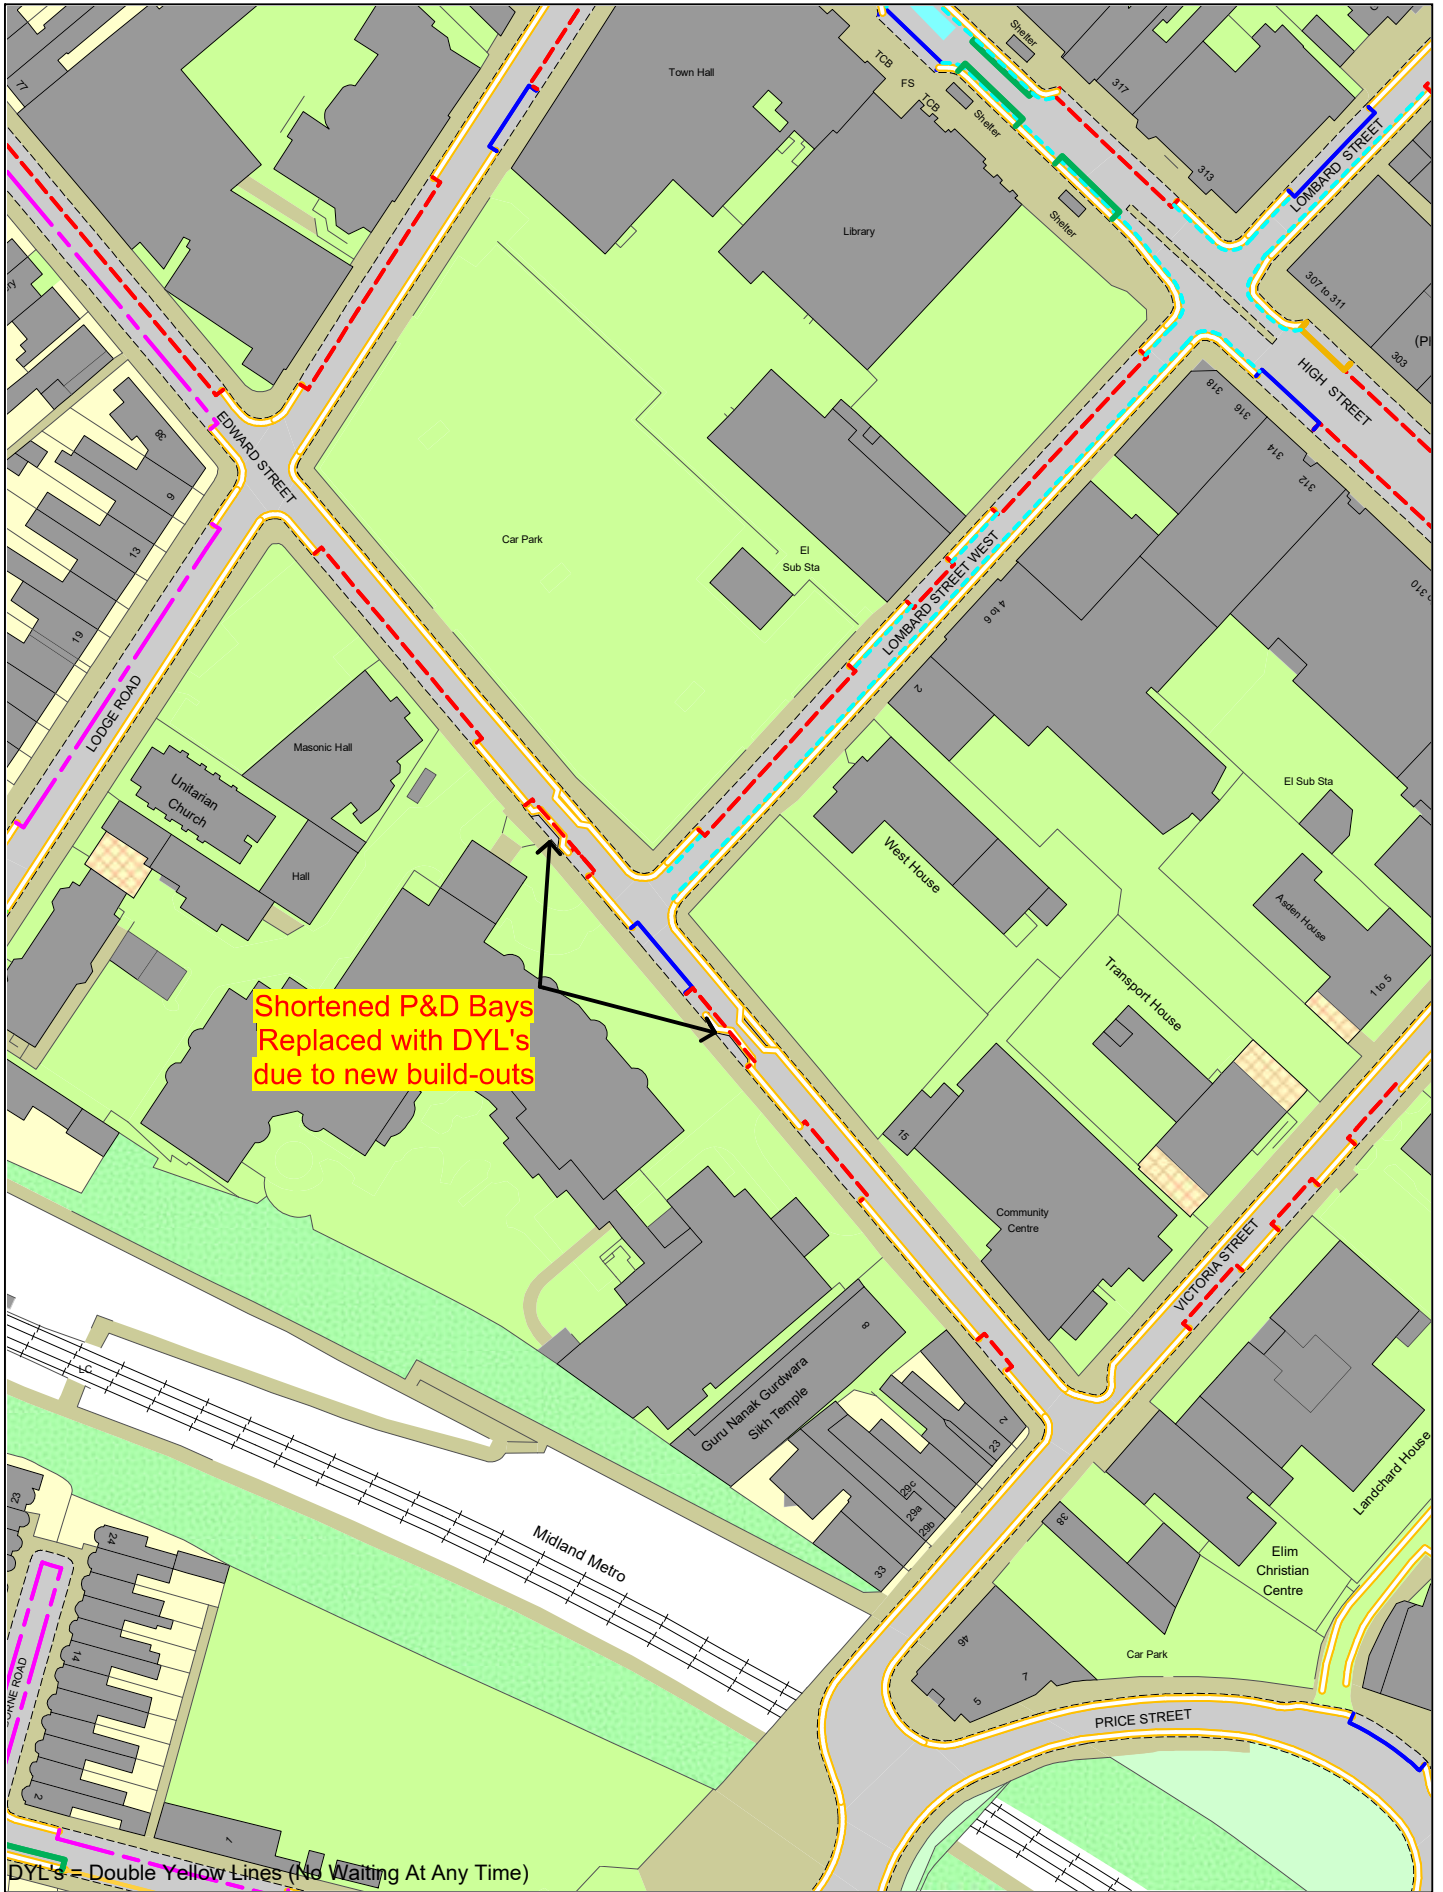 77
Town Hall
TCB
FS
TCB
Shelter
Shelter
Shelter
317
313
LOMBARD STREET
Library
307 to 311
303
HIGH STREET
318
316
314
312
EDWARD STREET
38
9
13
19
Car Park
El
Sub Sta
LOMBARD STREET WEST
4 to 6
2
LODGE ROAD
Masonic Hall
Unitarian
Church
Hall
West House
El Sub Sta
Asden House
1 to 5
Transport House
Shortened P&D Bays
Replaced with DYL's
due to new build-outs
15
Community
Centre
VICTORIA STREET
LC
Guru Nanak Gurdwara
Sikh Temple
8
2
23
29c
29a
29b
33
Landchard House
38
Elim
Christian
Centre
Midland Metro
23
24
14
2
46
7
5
Car Park
PRICE STREET
DYL's = Double Yellow Lines (No Waiting At Any Time)